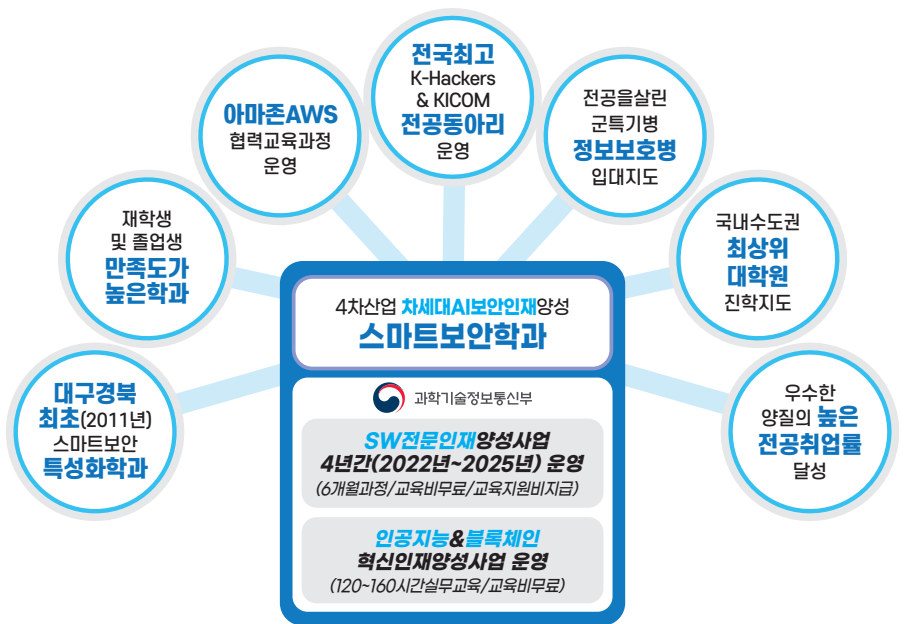 대구경북
최초(2011년)
스마트보안
특성화학과
재학생
및 졸업생
만족도가
높은학과
아마존AWS
협력교육과정
운영
전국최고
K-Hackers
& KICOM
전공동아리
운영
전공을살린
군특기병
정보보호병
입대지도
국내수도권
최상위
대학원
진학지도
우수한
양질의 높은
전공취업률
달성
4차산업 차세대AI보안인재양성
스마트보안학과
과학기술정보통신부
SW전문인재양성사업
4년간(2022년~2025년) 운영
(6개월과정/교육비무료/교육지원비지급)
인공지능&블록체인
혁신인재양성사업 운영
(120~160시간실무교육/교육비무료)